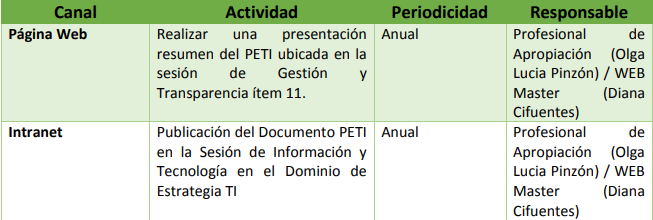 Canal Actividad Periodicidad Responsable
Página Web Realizar una presentación Anual Profesional de
resumen del PETI ubicada en la Apropiación (Olga
sesión de Gestión y Lucia Pinzón) / WEB
Transparencia ítem 11. Master (Diana
Cifuentes)
Intranet Publicación del Documento PETI Anual Profesional de
en la Sesión de Información y Apropiación (Olga
Tecnología en el Dominio de Lucia Pinzón) / WEB
Estrategia TI Master (Diana
Cifuentes)